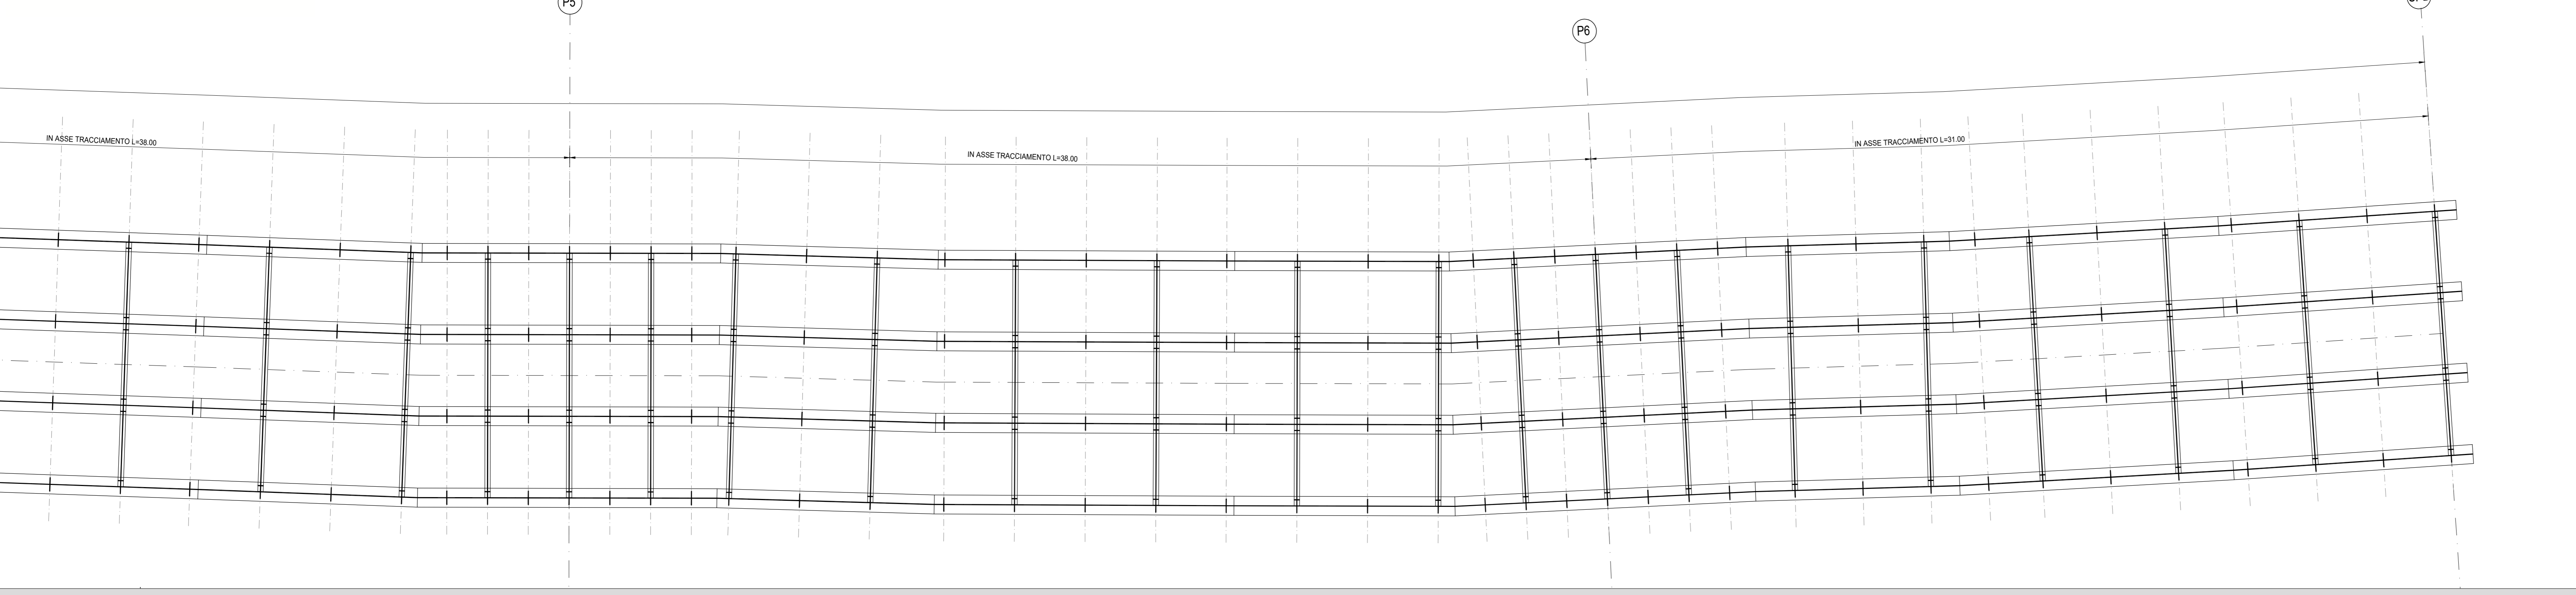 P5
P6
IN ASSE TRACCIAMENTO L=38.00
IN ASSE TRACCIAMENTO L=38.00
IN ASSE TRACCIAMENTO L=31.00